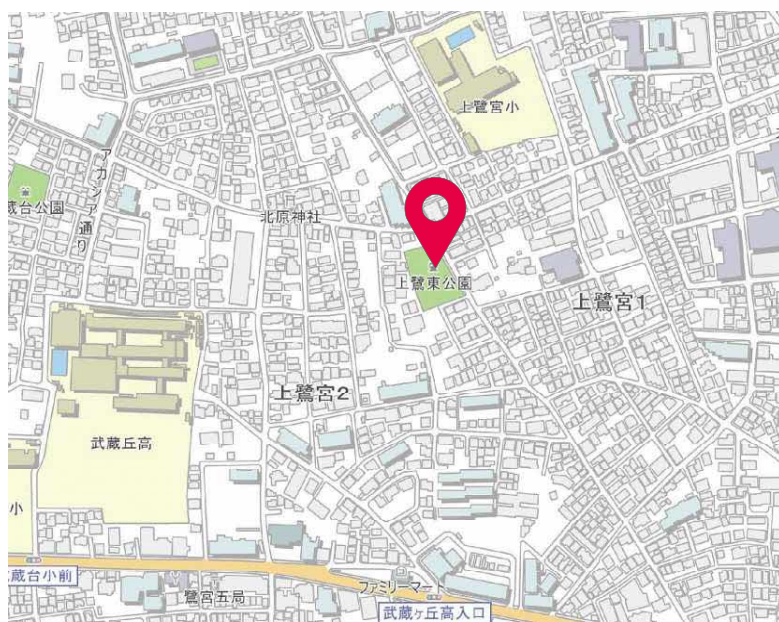 上鷺宮小
アカシア通り
蔵台公園
北原神社
上鷺東公園
上鷺宮1
上鷺宮2
武蔵丘高
小
蔵台小前
鷺宮五局
ファミリーマート
武蔵ヶ丘高入口